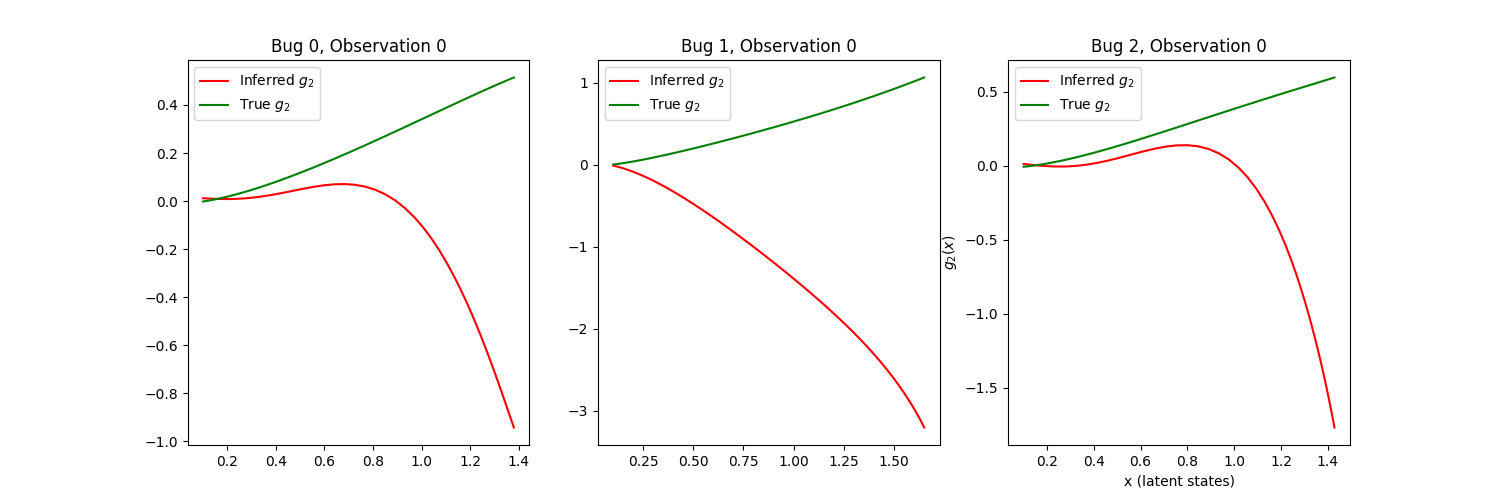 Bug 0, Observation 0
Inferred g₂
True g₂
0.4
0.2
0.0
−0.2
−0.4
−0.6
−0.8
−1.0
0.2 0.4 0.6 0.8 1.0 1.2 1.4
Bug 1, Observation 0
Inferred g₂
True g₂
1
0
−1
−2
−3
0.25 0.50 0.75 1.00 1.25 1.50
Bug 2, Observation 0
Inferred g₂
True g₂
g₂(x)
0.5
0.0
−0.5
−1.0
−1.5
0.2 0.4 0.6 0.8 1.0 1.2 1.4
x (latent states)